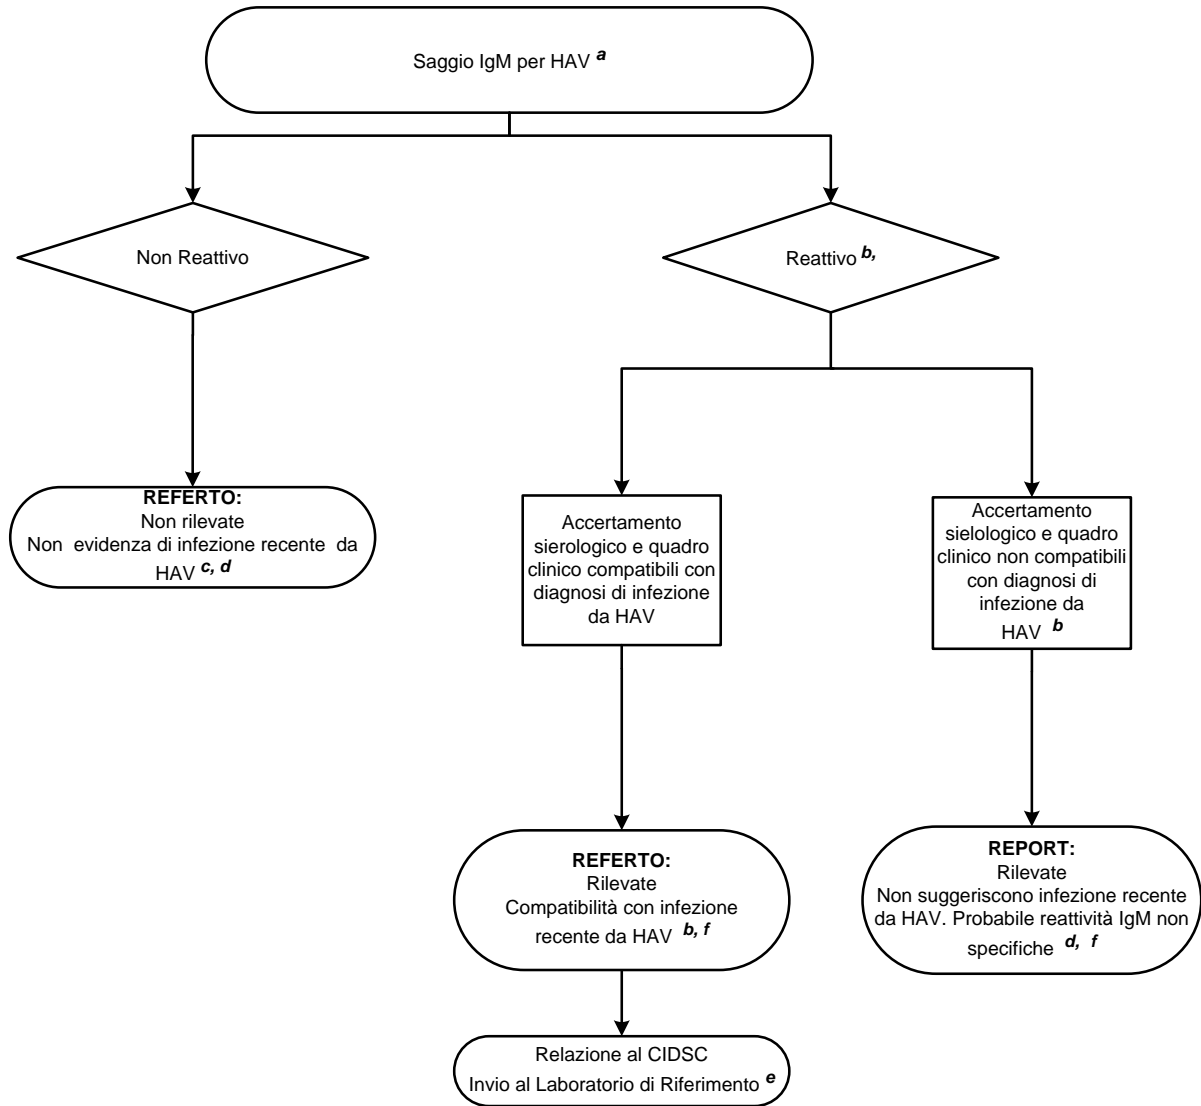 Saggio IgM per HAV a
Non Reattivo
Reattivo b,
REFERTO:
Non rilevate
Non evidenza di infezione recente da
HAV c, d
Accertamento
sierologico e quadro
clinico compatibili con
diagnosi di infezione
da HAV
Accertamento
sielologico e quadro
clinico non compatibili
con diagnosi di
infezione da
HAV b
REFERTO:
Rilevate
Compatibilità con infezione
recente da HAV b, f
REPORT:
Rilevate
Non suggeriscono infezione recente
da HAV. Probabile reattività IgM non
specifiche d, f
Relazione al CIDSC
Invio al Laboratorio di Riferimento e